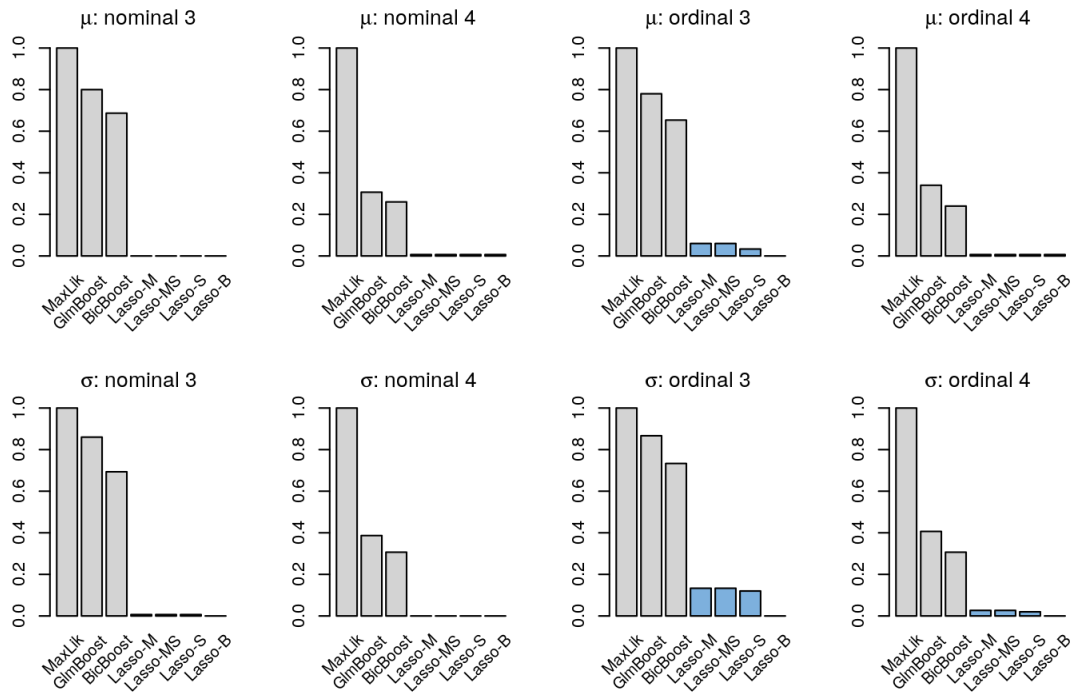 μ: nominal 3
1.0
0.8
0.6
0.4
0.2
0.0
MaxLik
GlmBoost
BicBoost
Lasso-M
Lasso-MS
Lasso-S
Lasso-B
μ: nominal 4
1.0
0.8
0.6
0.4
0.2
0.0
MaxLik
GlmBoost
BicBoost
Lasso-M
Lasso-MS
Lasso-S
Lasso-B
μ: ordinal 3
1.0
0.8
0.6
0.4
0.2
0.0
MaxLik
GlmBoost
BicBoost
Lasso-M
Lasso-MS
Lasso-S
Lasso-B
μ: ordinal 4
1.0
0.8
0.6
0.4
0.2
0.0
MaxLik
GlmBoost
BicBoost
Lasso-M
Lasso-MS
Lasso-S
Lasso-B
σ: nominal 3
1.0
0.8
0.6
0.4
0.2
0.0
MaxLik
GlmBoost
BicBoost
Lasso-M
Lasso-MS
Lasso-S
Lasso-B
σ: nominal 4
1.0
0.8
0.6
0.4
0.2
0.0
MaxLik
GlmBoost
BicBoost
Lasso-M
Lasso-MS
Lasso-S
Lasso-B
σ: ordinal 3
1.0
0.8
0.6
0.4
0.2
0.0
MaxLik
GlmBoost
BicBoost
Lasso-M
Lasso-MS
Lasso-S
Lasso-B
σ: ordinal 4
1.0
0.8
0.6
0.4
0.2
0.0
MaxLik
GlmBoost
BicBoost
Lasso-M
Lasso-MS
Lasso-S
Lasso-B